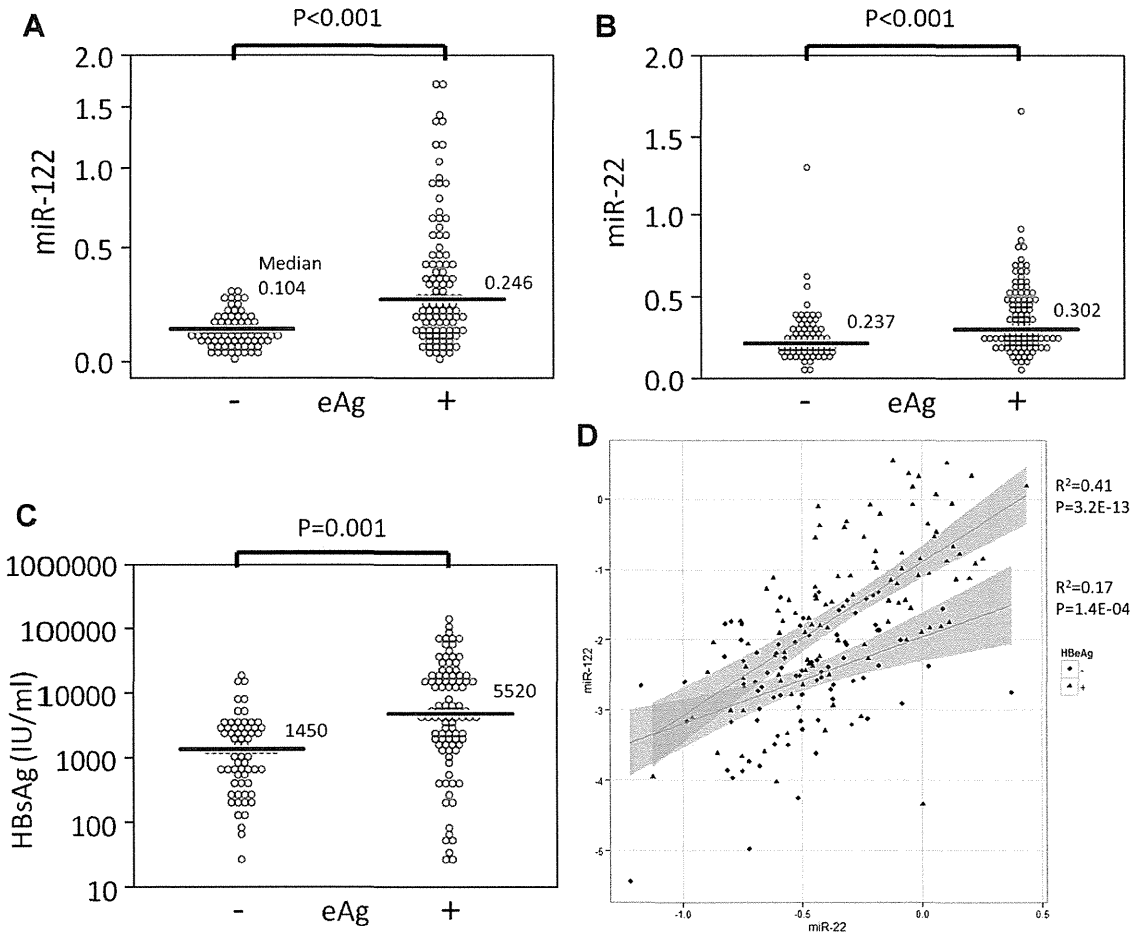 A
P<0.001
2.0
1.5
1.0
0.5
0.0
miR-122
Median
0.104
0.246
- eAg +
B
P<0.001
2.0
1.5
1.0
0.5
0.0
miR-22
0.237
0.302
- eAg +
C
P=0.001
1000000
100000
10000
1000
100
10
HBsAg (IU/ml)
1450
5520
- eAg +
D
0
-1
-2
-3
-4
-5
miR-122
-1.0 -0.5 0.0 0.5
miR-22
R²=0.41
P=3.2E-13
R²=0.17
P=1.4E-04
HBeAg
-
+